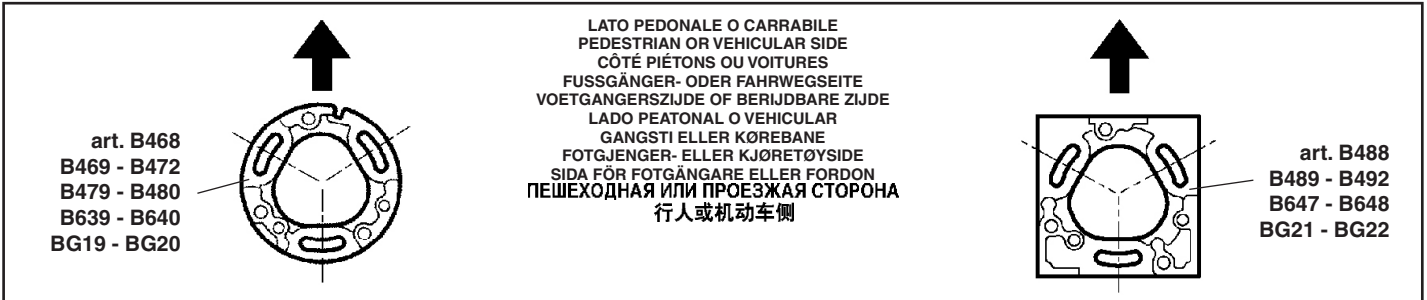 art. B468
B469 - B472
B479 - B480
B639 - B640
BG19 - BG20
LATO PEDONALE O CARRABILE
PEDESTRIAN OR VEHICULAR SIDE
CÔTÉ PIÉTONS OU VOITURES
FUSSGÄNGER- ODER FAHRWEGSEITE
VOETGANGERSZIJDE OF BERIJDBARE ZIJDE
LADO PEATONAL O VEHICULAR
GANGSTI ELLER KØREBANE
FOTGJENGER- ELLER KJØRETØYSIDE
SIDA FÖR FOTGÄNGARE ELLER FORDON
ПЕШЕХОДНАЯ ИЛИ ПРОЕЗЖАЯ СТОРОНА
行人或机动车侧
art. B488
B489 - B492
B647 - B648
BG21 - BG22